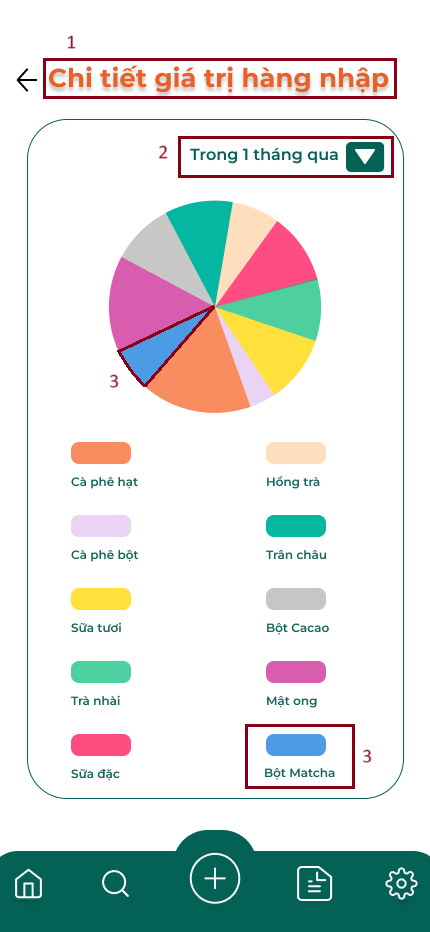 1
Chi tiết giá trị hàng nhập
2
Trong 1 tháng qua
3
Cà phê hạt
Hồng trà
Cà phê bột
Trân châu
Sữa tươi
Bột Cacao
Trà nhài
Mật ong
Sữa đặc
Bột Matcha
3